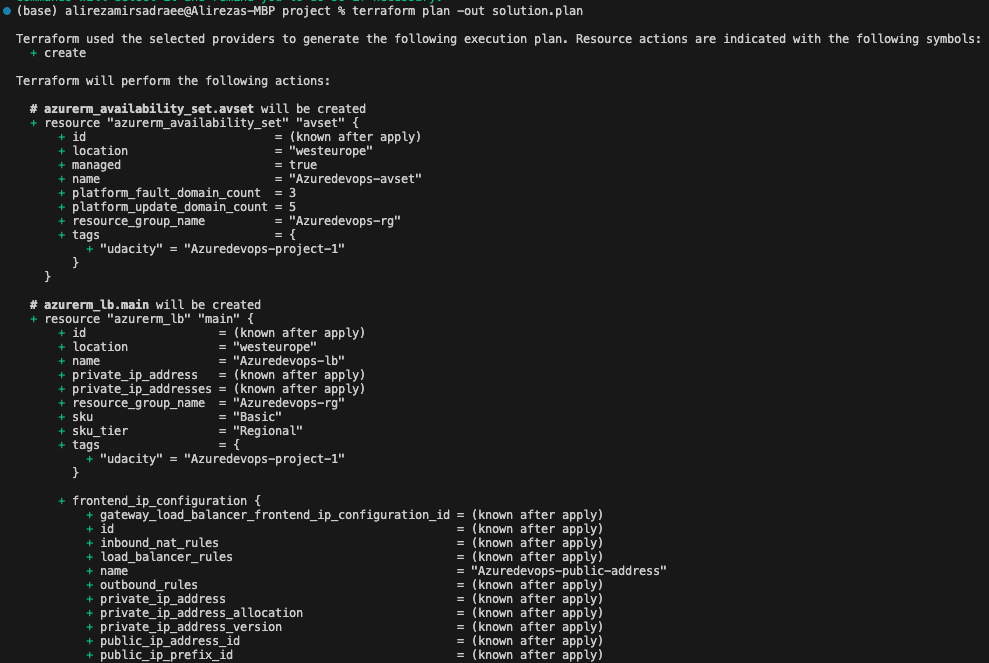 (base) alirezamirsadraee@Alirezas-MBP project % terraform plan -out solution.plan
Terraform used the selected providers to generate the following execution plan. Resource actions are indicated with the following symbols:
+ create
Terraform will perform the following actions:
# azurerm_availability_set.avset will be created
+ resource "azurerm_availability_set" "avset" {
+ id = (known after apply)
+ location = "westeurope"
+ managed = true
+ name = "Azuredevops-avset"
+ platform_fault_domain_count = 3
+ platform_update_domain_count = 5
+ resource_group_name = "Azuredevops-rg"
+ tags = {
+ "udacity" = "Azuredevops-project-1"
}
}
# azurerm_lb.main will be created
+ resource "azurerm_lb" "main" {
+ id = (known after apply)
+ location = "westeurope"
+ name = "Azuredevops-lb"
+ private_ip_address = (known after apply)
+ private_ip_addresses = (known after apply)
+ resource_group_name = "Azuredevops-rg"
+ sku = "Basic"
+ sku_tier = "Regional"
+ tags = {
+ "udacity" = "Azuredevops-project-1"
}
+ frontend_ip_configuration {
+ gateway_load_balancer_frontend_ip_configuration_id = (known after apply)
+ id = (known after apply)
+ inbound_nat_rules = (known after apply)
+ load_balancer_rules = (known after apply)
+ name = "Azuredevops-public-address"
+ outbound_rules = (known after apply)
+ private_ip_address = (known after apply)
+ private_ip_address_allocation = (known after apply)
+ private_ip_address_version = (known after apply)
+ public_ip_address_id = (known after apply)
+ public_ip_prefix_id = (known after apply)